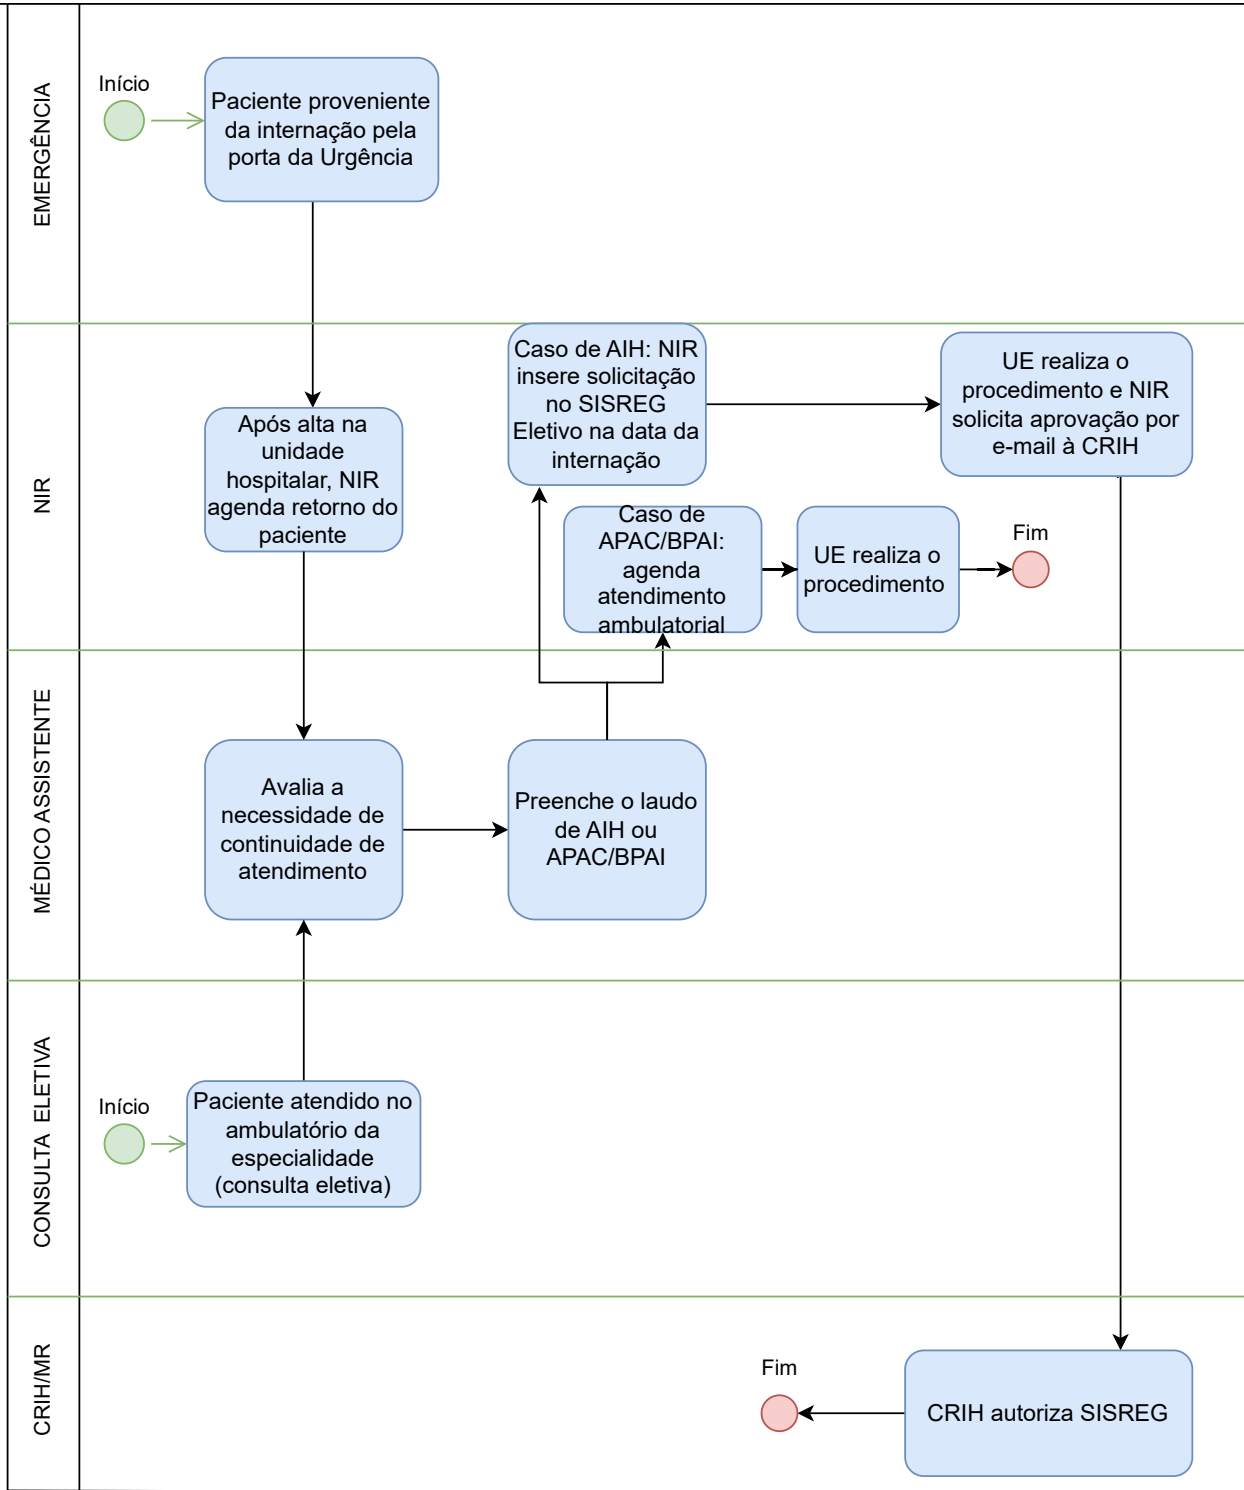 EMERGÊNCIA
Início
Paciente proveniente
da internação pela
porta da Urgência
NIR
Após alta na
unidade
hospitalar, NIR
agenda retorno do
paciente
Caso de AIH: NIR
insere solicitação
no SISREG
Eletivo na data da
internação
UE realiza o
procedimento e NIR
solicita aprovação por
e-mail à CRIH
Caso de
APAC/BPAI:
agenda
atendimento
ambulatorial
UE realiza o
procedimento
Fim
MÉDICO ASSISTENTE
Avalia a
necessidade de
continuidade de
atendimento
Preenche o laudo
de AIH ou
APAC/BPAI
CONSULTA ELETIVA
Início
Paciente atendido no
ambulatório da
especialidade
(consulta eletiva)
CRIH/MR
Fim
CRIH autoriza SISREG